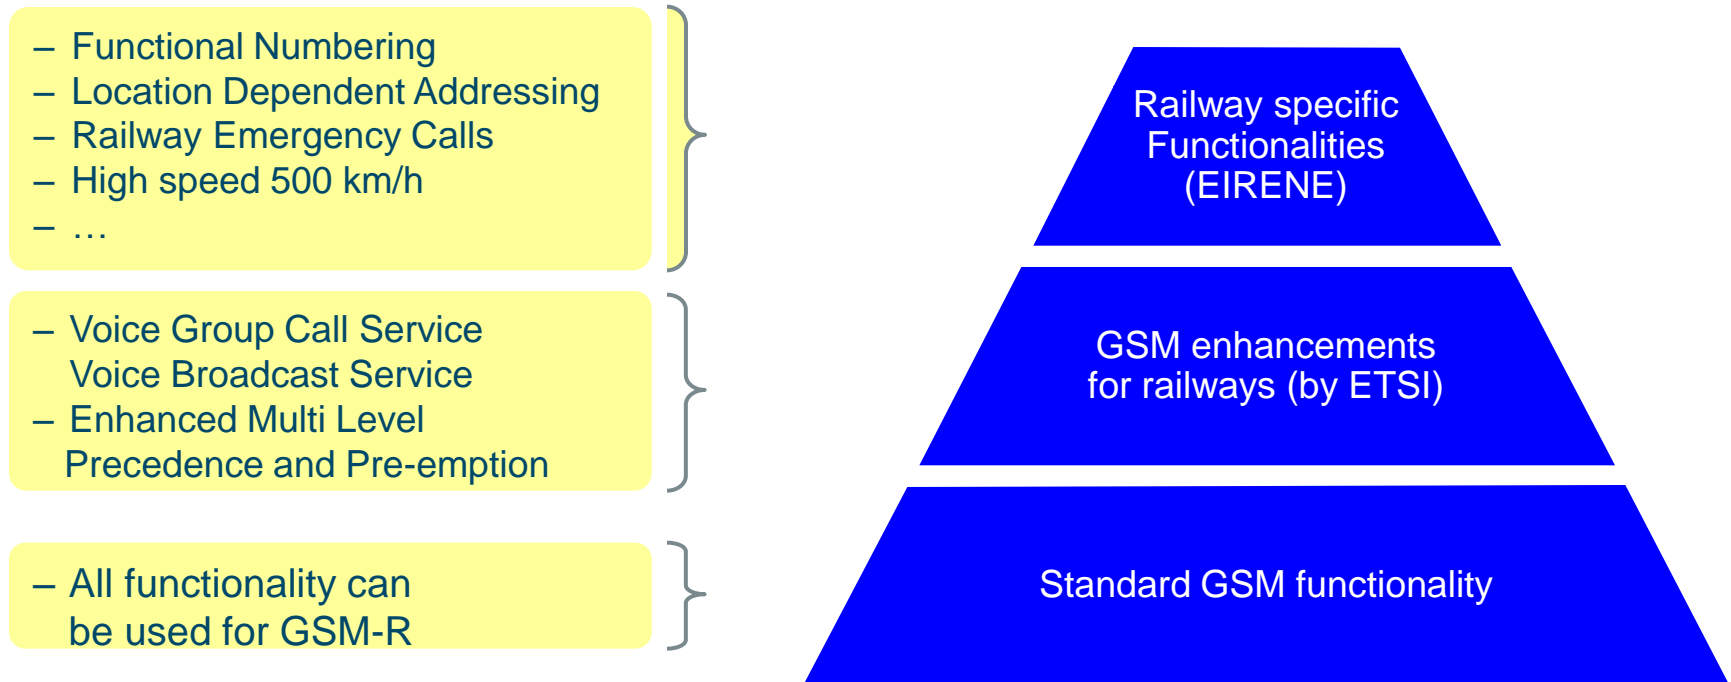 – Functional Numbering
– Location Dependent Addressing
– Railway Emergency Calls
– High speed 500 km/h
– …
– Voice Group Call Service
Voice Broadcast Service
– Enhanced Multi Level
Precedence and Pre-emption
– All functionality can
be used for GSM-R
Railway specific
Functionalities
(EIRENE)
GSM enhancements
for railways (by ETSI)
Standard GSM functionality